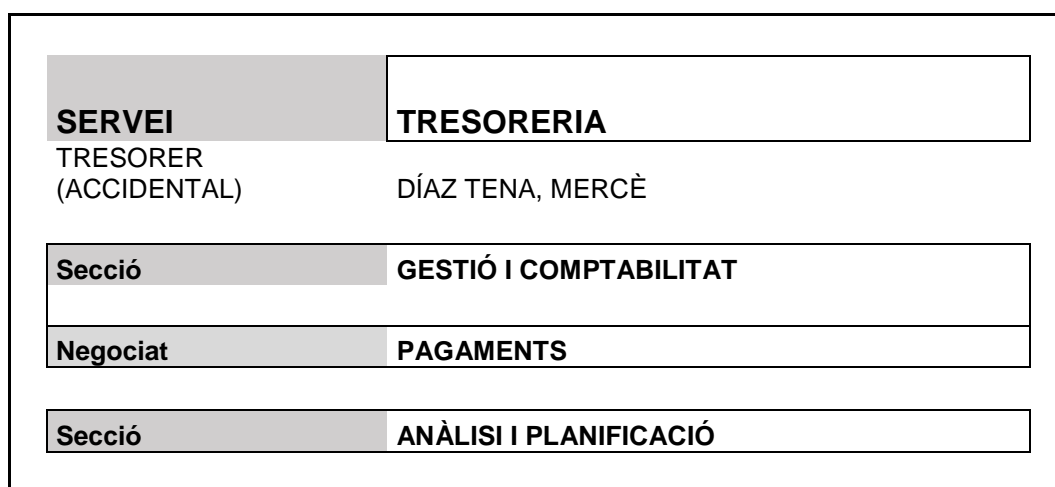 SERVEI TRESORERIA
TRESORER
(ACCIDENTAL) DÍAZ TENA, MERCÈ
Secció GESTIÓ I COMPTABILITAT
Negociat PAGAMENTS
Secció ANÀLISI I PLANIFICACIÓ